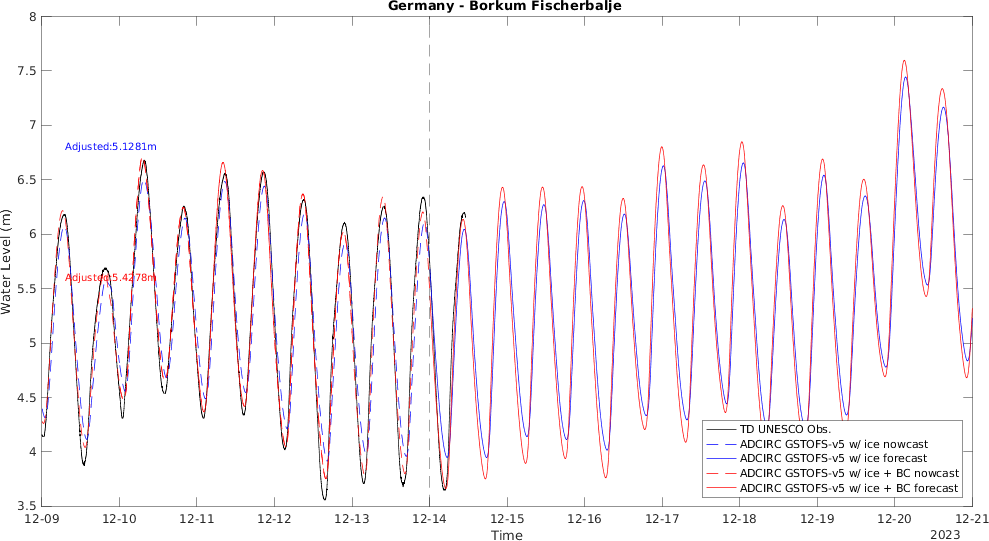 Germany - Borkum Fischerbalje
8
7.5
7
6.5
6
5.5
5
4.5
4
3.5
Water Level (m)
Adjusted:5.1281m
Adjusted:5.4278m
TD UNESCO Obs.
ADCIRC GSTOFS-v5 w/ ice nowcast
ADCIRC GSTOFS-v5 w/ ice forecast
ADCIRC GSTOFS-v5 w/ ice + BC nowcast
ADCIRC GSTOFS-v5 w/ ice + BC forecast
12-09 12-10 12-11 12-12 12-13 12-14 12-15 12-16 12-17 12-18 12-19 12-20 12-21
Time
2023